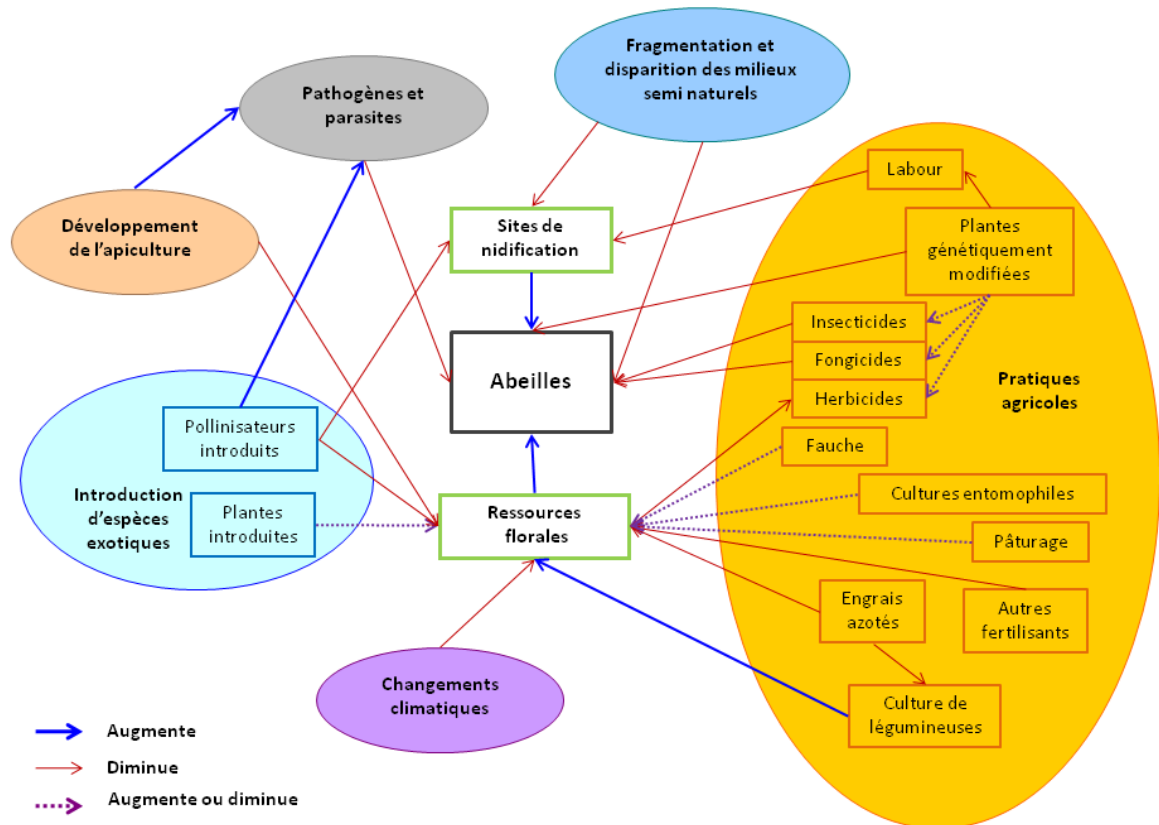 Fragmentation et
disparition des milieux
semi naturels
Pathogènes et
parasites
Développement
de l’apiculture
Sites de
nidification
Labour
Plantes
génétiquement
modifiées
Insecticides
Fongicides
Herbicides
Pratiques
agricoles
Abeilles
Pollinisateurs
introduits
Introduction
d’espèces
exotiques
Plantes
introduites
Ressources
florales
Fauche
Cultures entomophiles
Pâturage
Engrais
azotés
Autres
fertilisants
Culture de
légumineuses
Changements
climatiques
Augmente
Diminue
Augmente ou diminue